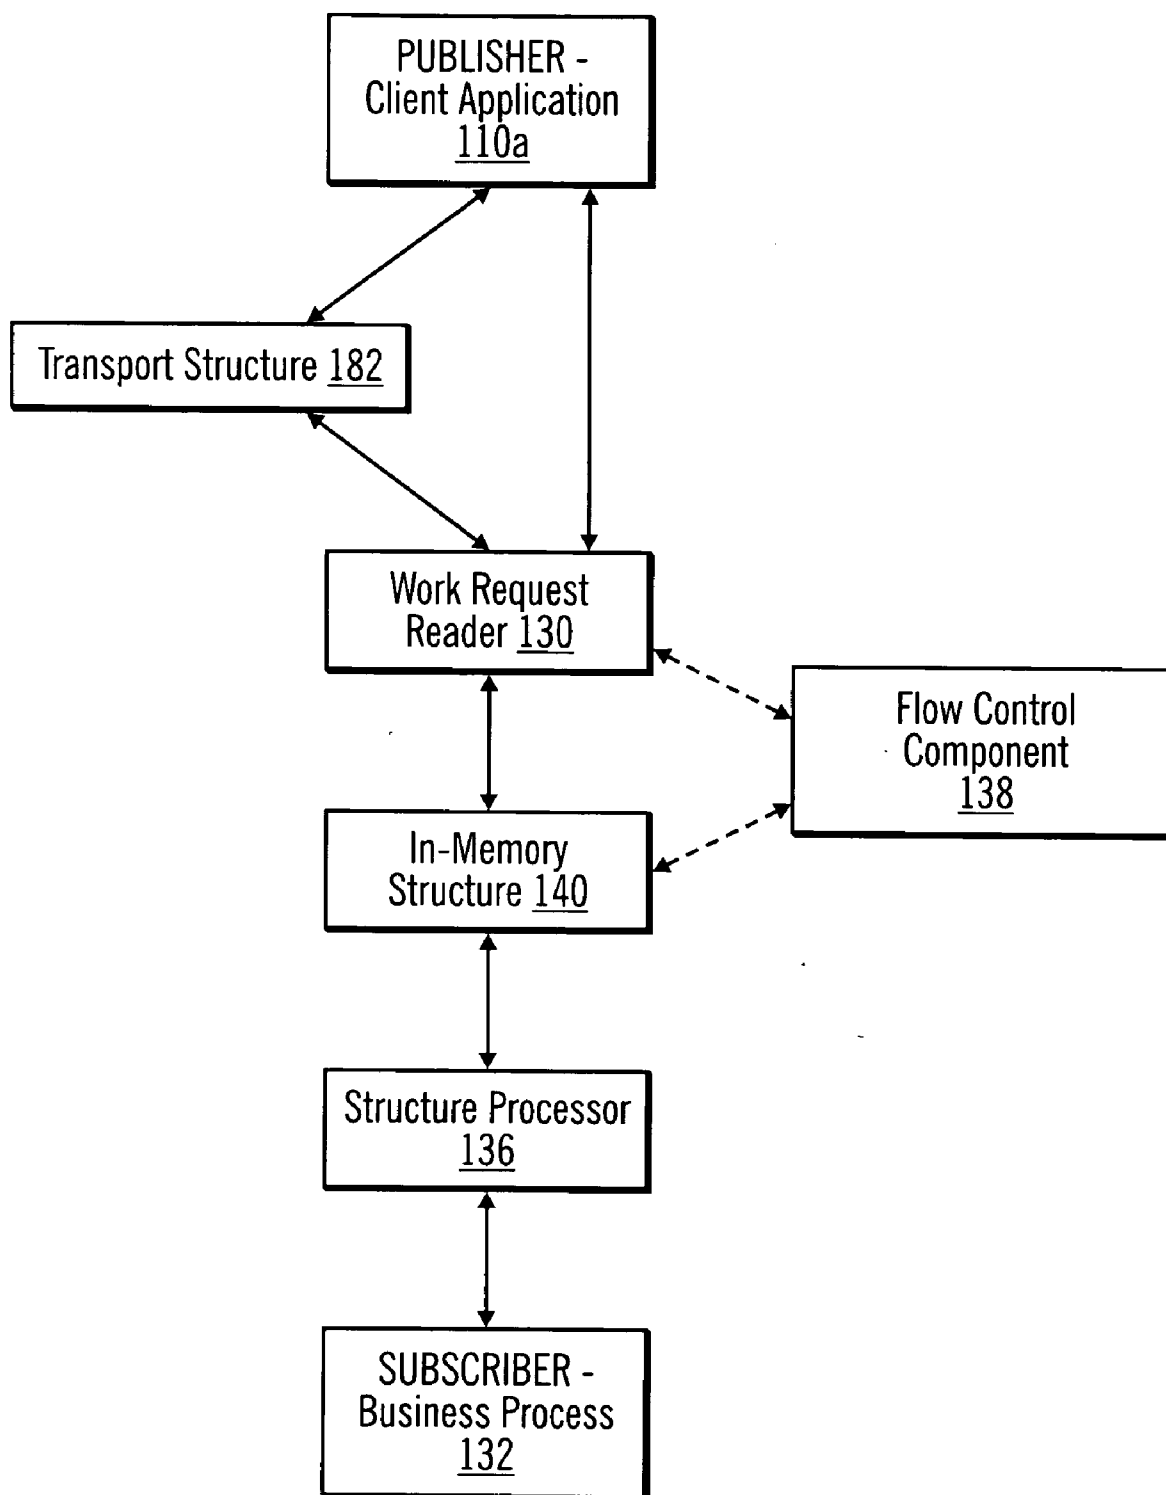 PUBLISHER -
Client Application
110a
Transport Structure 182
Work Request
Reader 130
Flow Control
Component
138
In-Memory
Structure 140
Structure Processor
136
SUBSCRIBER -
Business Process
132